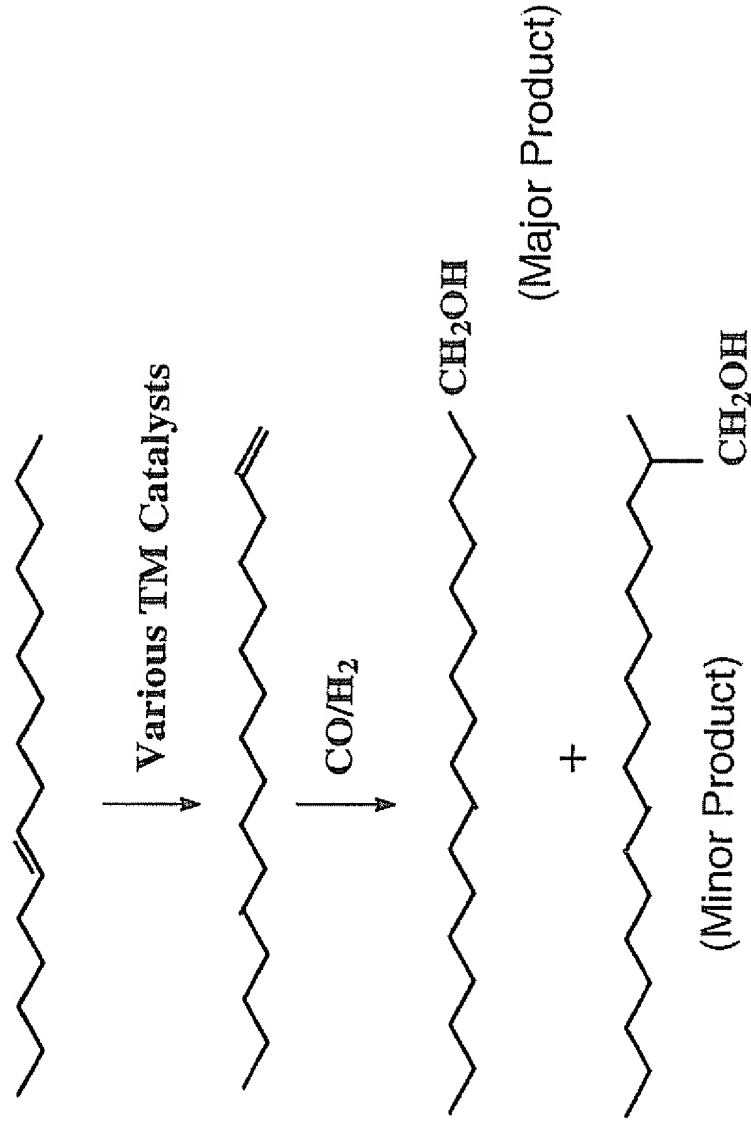 Various TM Catalysts
CO/H₂
CH₂OH
(Major Product)
+
CH₂OH
(Minor Product)